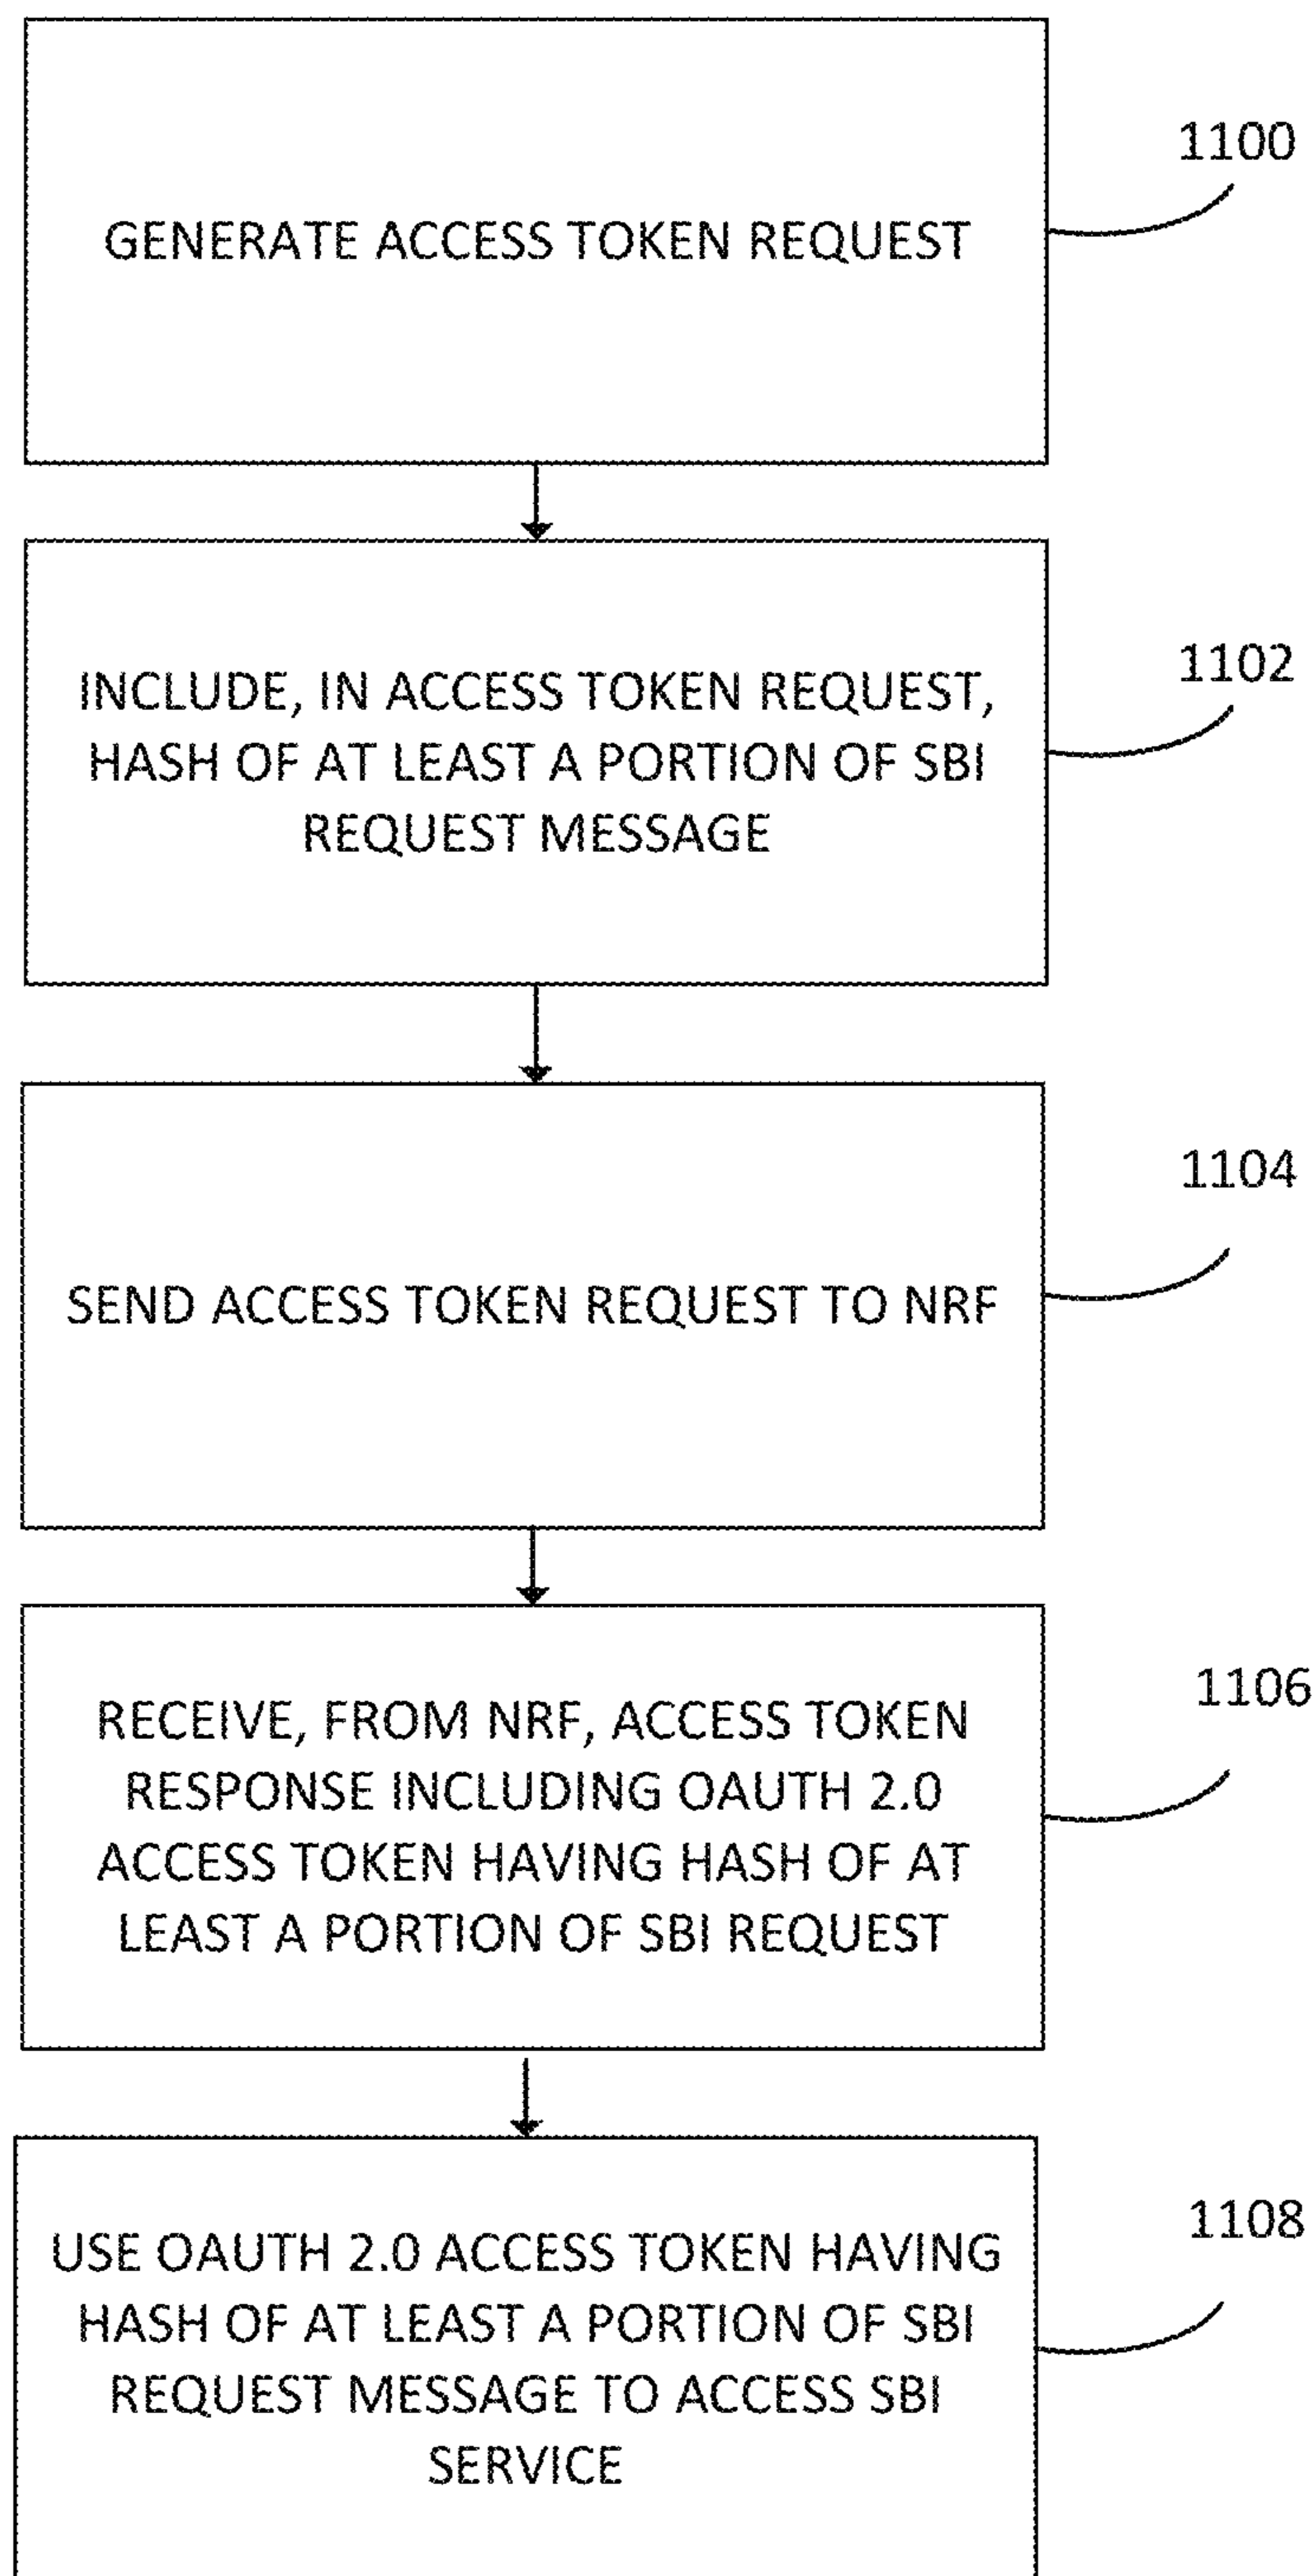 1100
GENERATE ACCESS TOKEN REQUEST
1102
INCLUDE, IN ACCESS TOKEN REQUEST,
HASH OF AT LEAST A PORTION OF SBI
REQUEST MESSAGE
1104
SEND ACCESS TOKEN REQUEST TO NRF
1106
RECEIVE, FROM NRF, ACCESS TOKEN
RESPONSE INCLUDING OAUTH 2.0
ACCESS TOKEN HAVING HASH OF AT
LEAST A PORTION OF SBI REQUEST
1108
USE OAUTH 2.0 ACCESS TOKEN HAVING
HASH OF AT LEAST A PORTION OF SBI
REQUEST MESSAGE TO ACCESS SBI
SERVICE